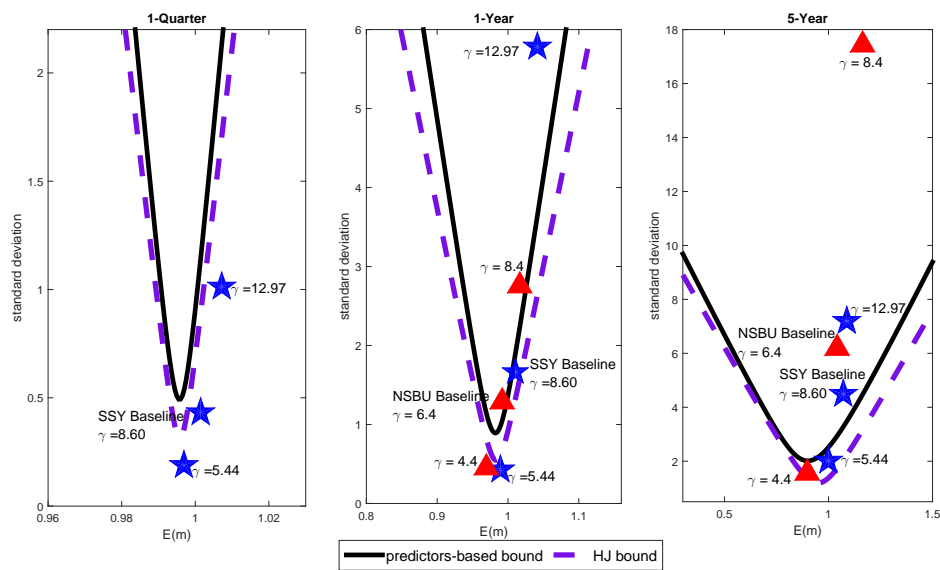 1-Quarter
standard deviation
2
1.5
1
0.5
0
0.96
0.98
1
1.02
E(m)
γ =12.97
SSY Baseline
γ =8.60
γ =5.44
1-Year
standard deviation
6
5
4
3
2
1
0
0.8
0.9
1
1.1
E(m)
γ =12.97
γ = 8.4
SSY Baseline
γ =8.60
NSBU Baseline
γ = 6.4
γ = 4.4
γ =5.44
5-Year
standard deviation
18
16
14
12
10
8
6
4
2
0.5
1
1.5
E(m)
γ = 8.4
γ =12.97
NSBU Baseline
γ = 6.4
SSY Baseline
γ =8.60
γ =5.44
γ = 4.4
predictors-based bound
HJ bound